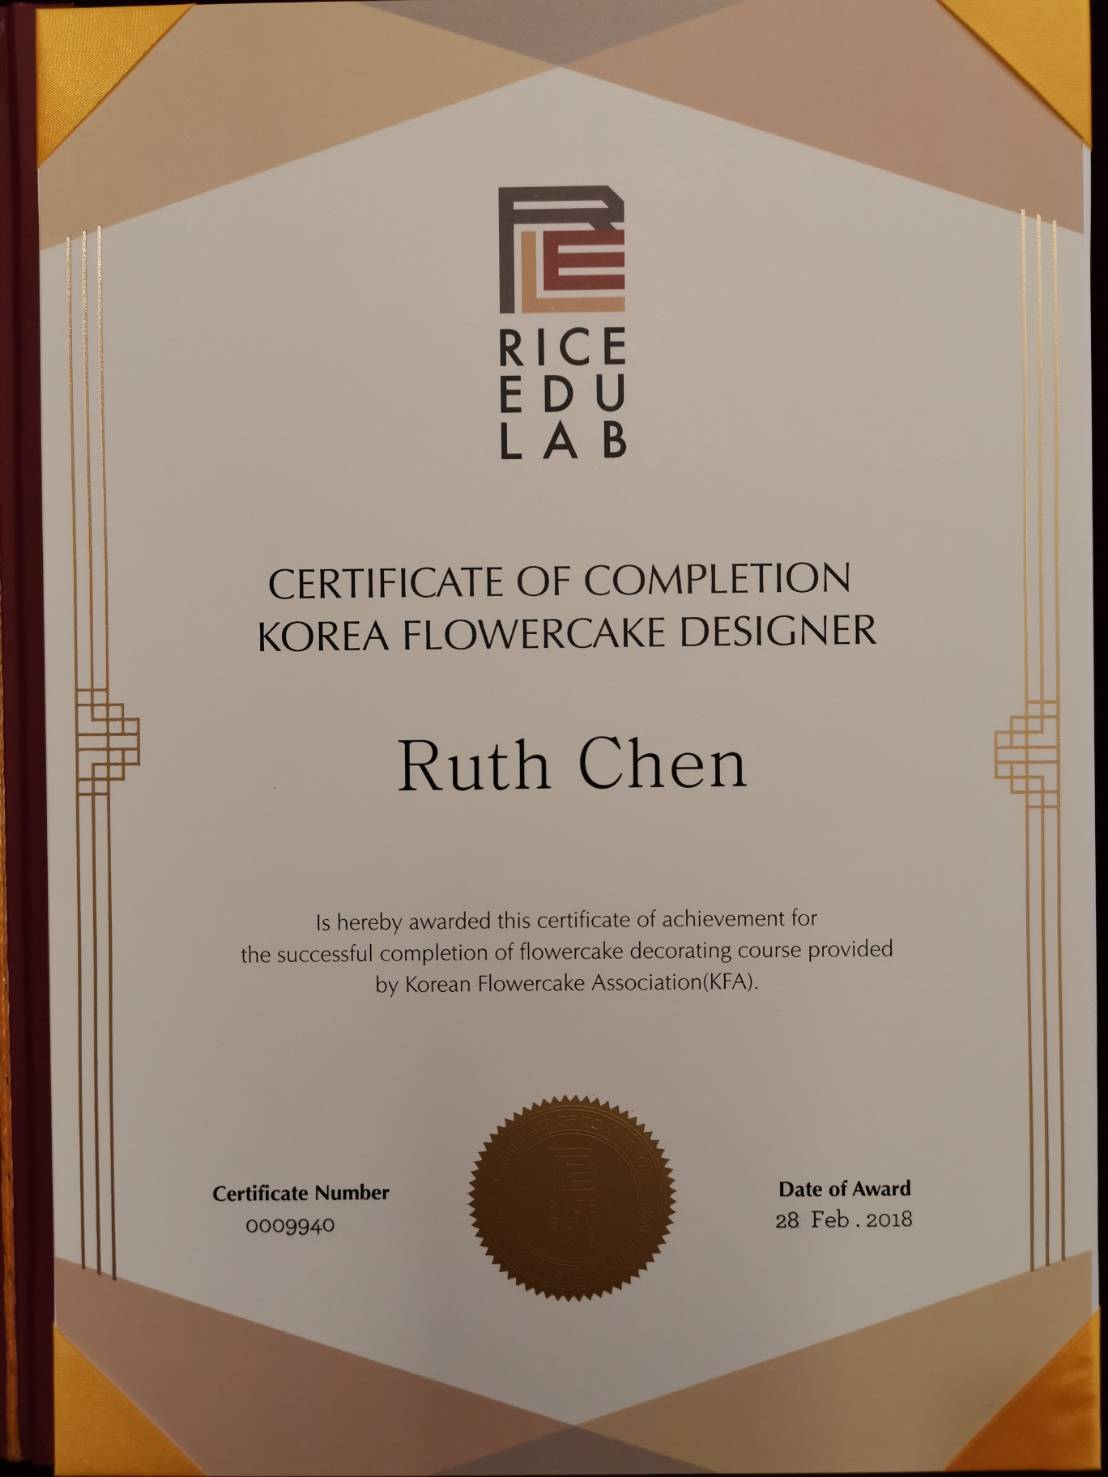 RICE
EDU
LAB
CERTIFICATE OF COMPLETION
KOREA FLOWERCAKE DESIGNER
Ruth Chen
Is hereby awarded this certificate of achievement for
the successful completion of flowercake decorating course provided
by Korean Flowercake Association(KFA).
Certificate Number
0009940
Date of Award
28 Feb . 2018